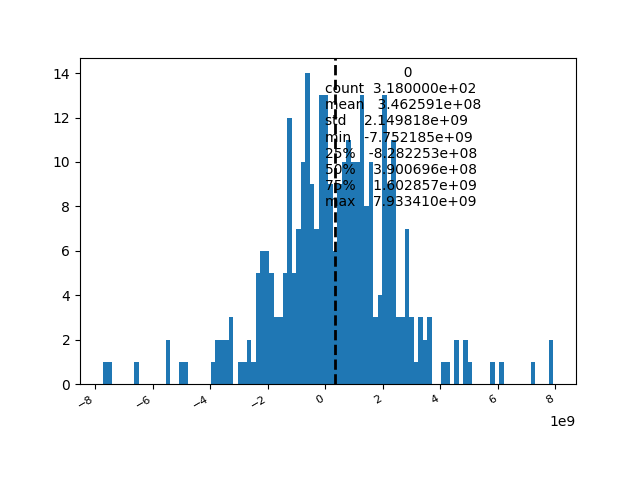 14
12
10
8
6
4
2
0
0
count 3.180000e+02
mean 3.462591e+08
std 2.149818e+09
min -7.752185e+09
25% -8.282253e+08
50% 3.900696e+08
75% 1.602857e+09
max 7.933410e+09
−8 −6 −4 −2 0 2 4 6 8
1e9